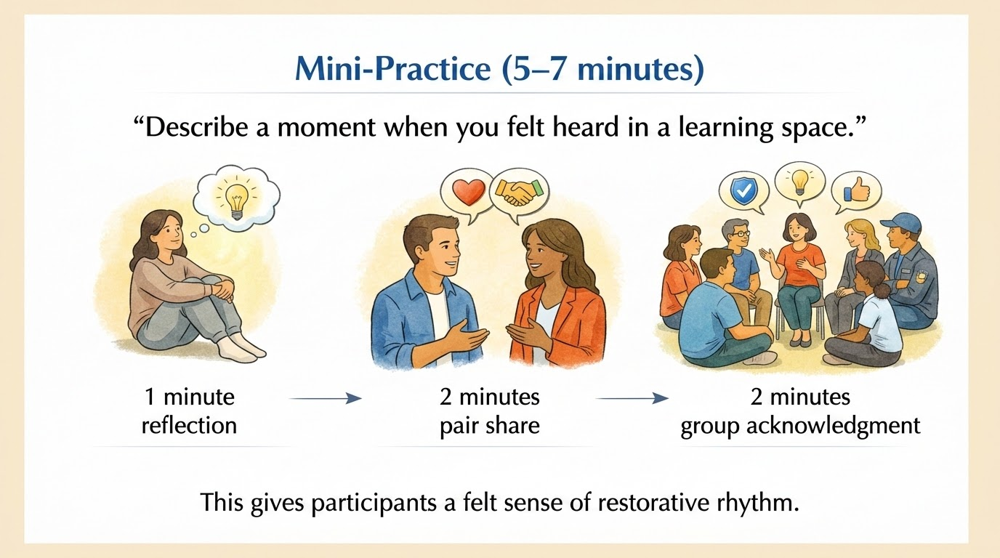 Mini-Practice (5–7 minutes)
“Describe a moment when you felt heard in a learning space.”
1 minute
reflection
2 minutes
pair share
2 minutes
group acknowledgment
This gives participants a felt sense of restorative rhythm.